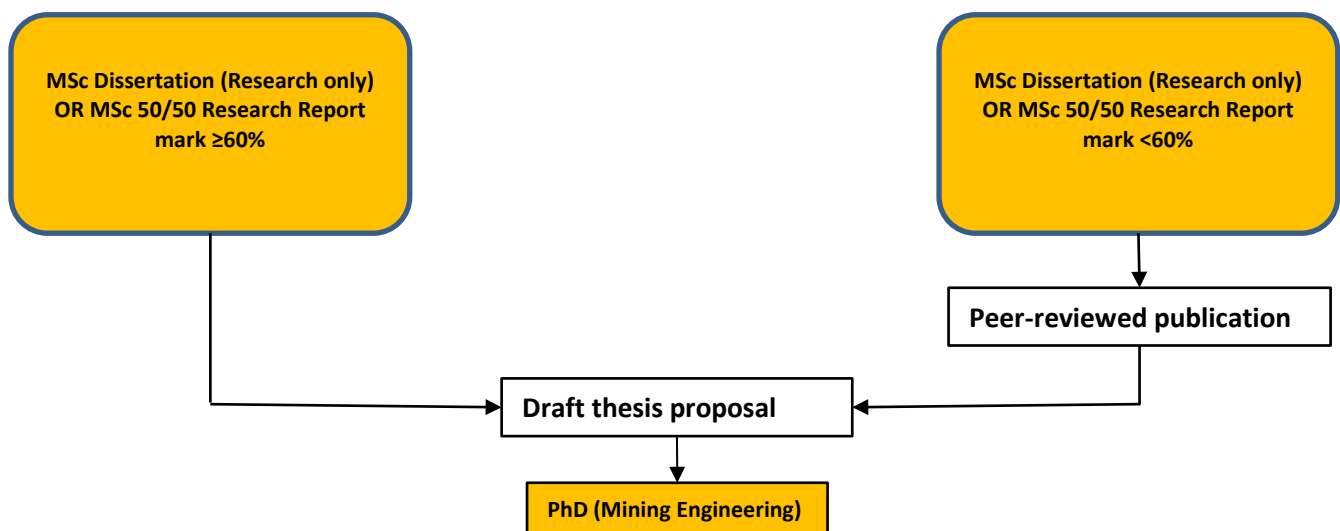 MSc Dissertation (Research only)
OR MSc 50/50 Research Report
mark ≥60%
MSc Dissertation (Research only)
OR MSc 50/50 Research Report
mark <60%
Peer-reviewed publication
Draft thesis proposal
PhD (Mining Engineering)